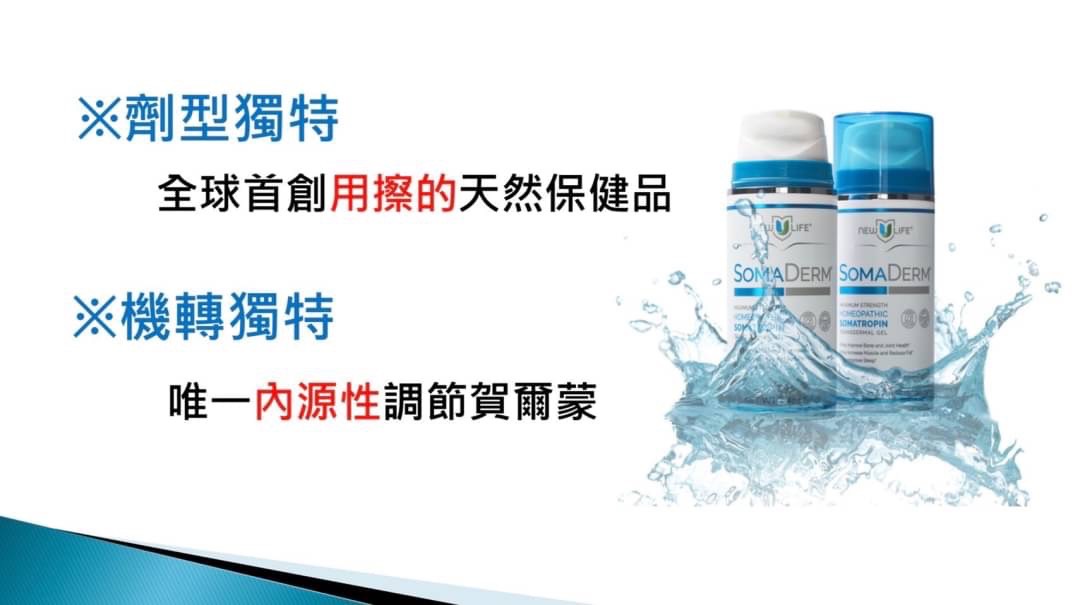 ※劑型獨特
全球首創用擦的天然保健品
※機轉獨特
唯一內源性調節賀爾蒙
NEW LIFE
SOMADERM
HOMEOPATHIC
NEW U LIFE
SOMADERM
MAXIMUM STRENGTH
HOMEOPATHIC
SOMATROPIN
TRANSDERMAL GEL